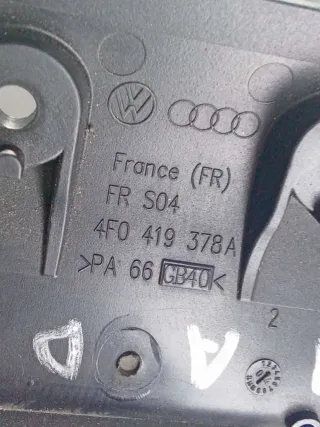 France (FR)
FR S04
4F0 419 378A
>PA 66 GB40<
2
D A